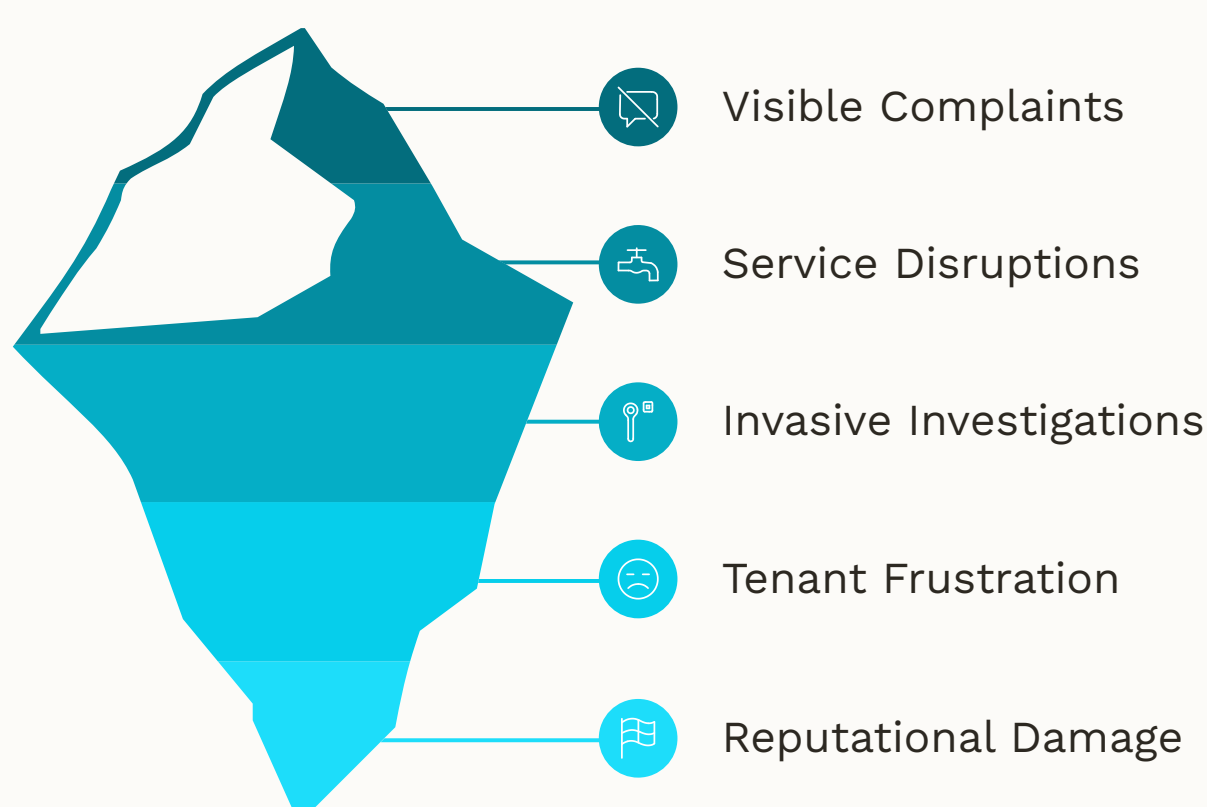 Visible Complaints
Service Disruptions
Invasive Investigations
Tenant Frustration
Reputational Damage